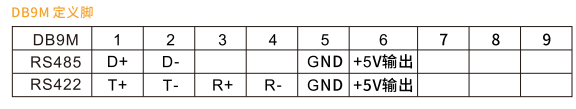 DB9M 定义脚
DB9M 1 2 3 4 5 6 7 8 9
RS485 D+ D- GND +5V输出
RS422 T+ T- R+ R- GND +5V输出